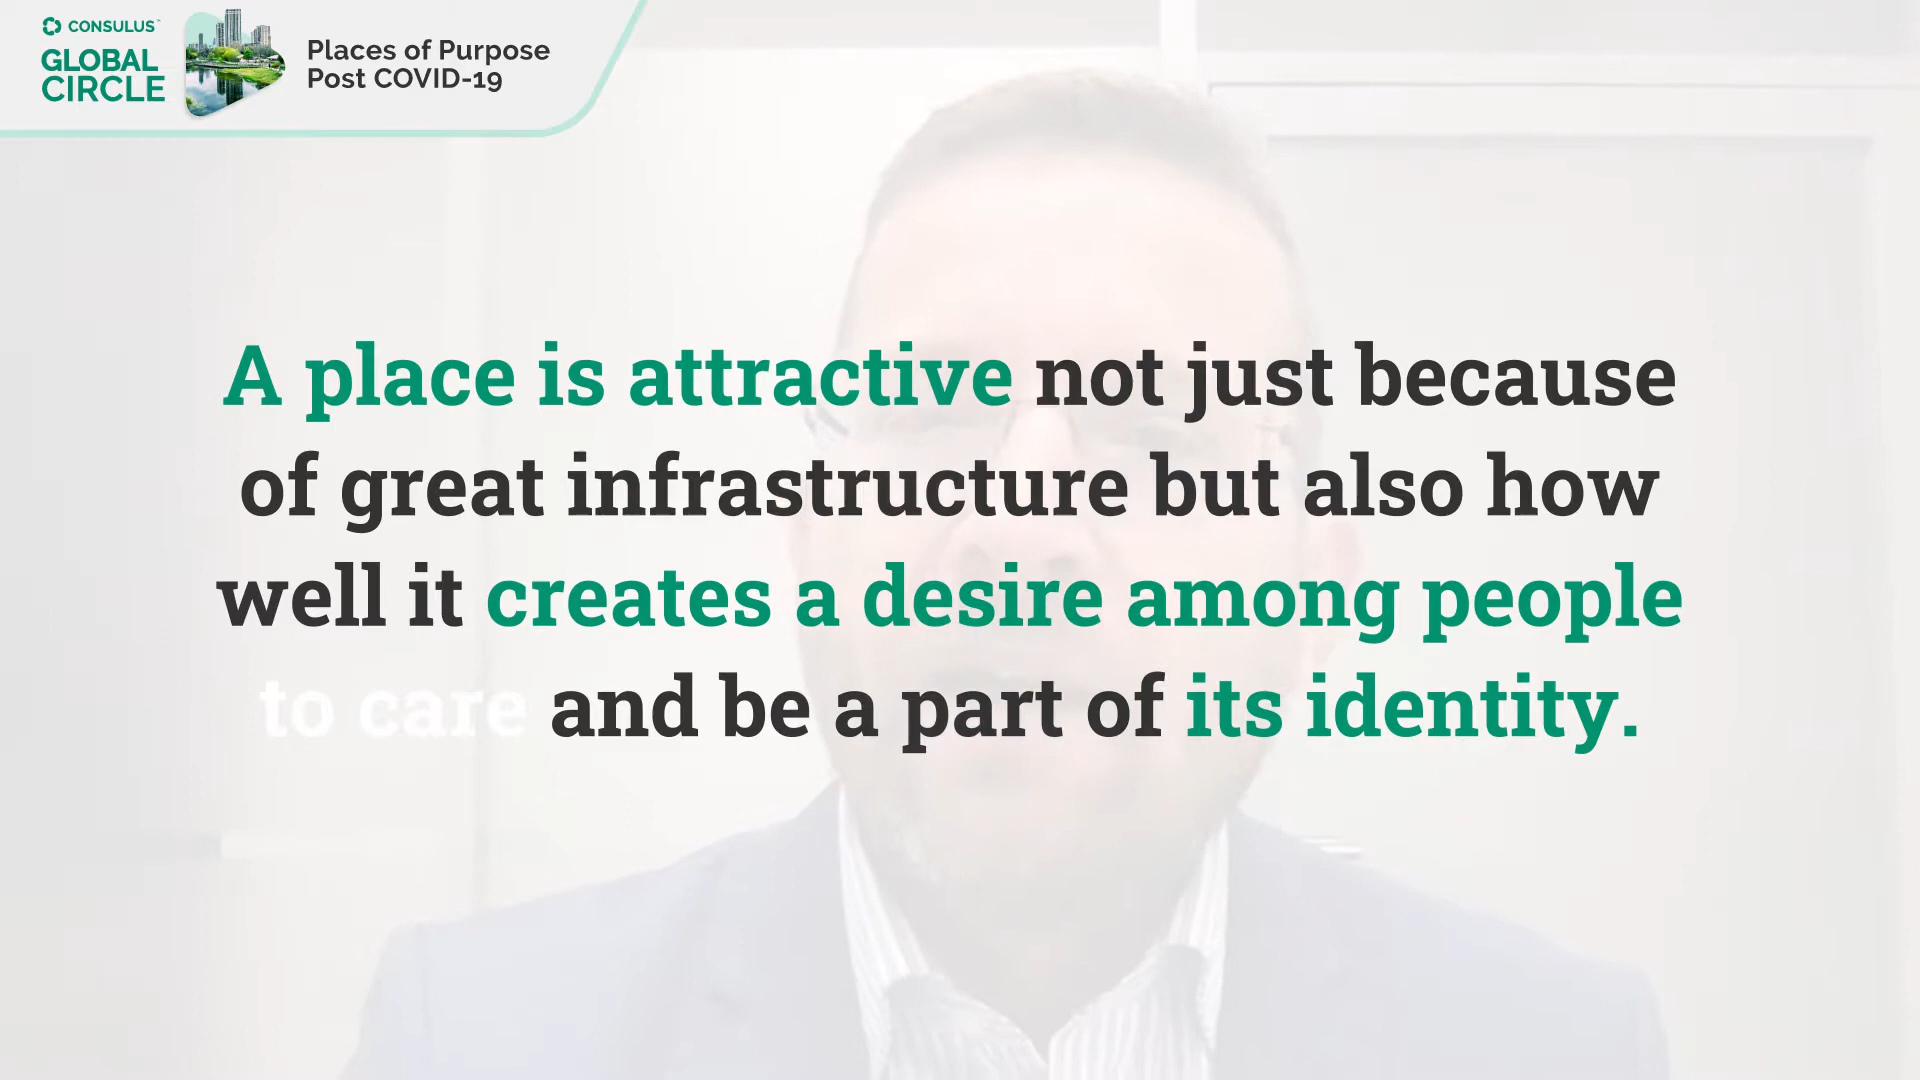 CONSULUS™
GLOBAL
CIRCLE
Places of Purpose
Post COVID-19
A place is attractive not just because
of great infrastructure but also how
well it creates a desire among people
to care and be a part of its identity.